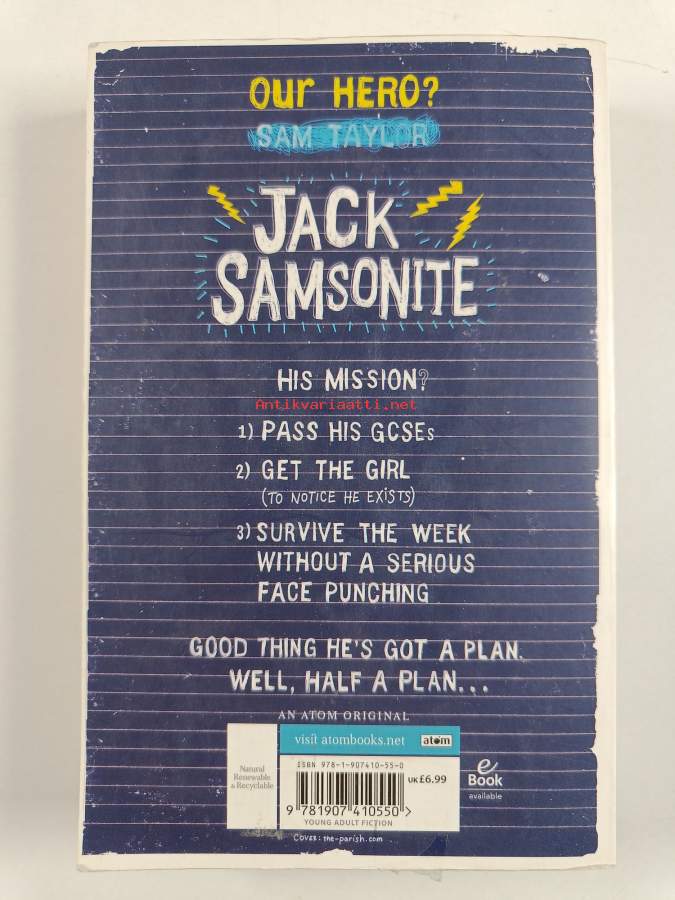 OUR HERO?
SAM TAYLOR
JACK
SAMSONITE
HIS MISSION?
Antikvariaatti.net
1) PASS HIS GCSEs
2) GET THE GIRL
(TO NOTICE HE EXISTS)
3) SURVIVE THE WEEK
WITHOUT A SERIOUS
FACE PUNCHING
GOOD THING HE'S GOT A PLAN.
WELL, HALF A PLAN...
AN ATOM ORIGINAL
visit atombooks.net atom
Natural
Renewable
& Recyclable
ISBN 978-1-907410-55-0
UK£6.99
9 781907 410550>
YOUNG ADULT FICTION
e
Book
available
Cover: the-parish.com